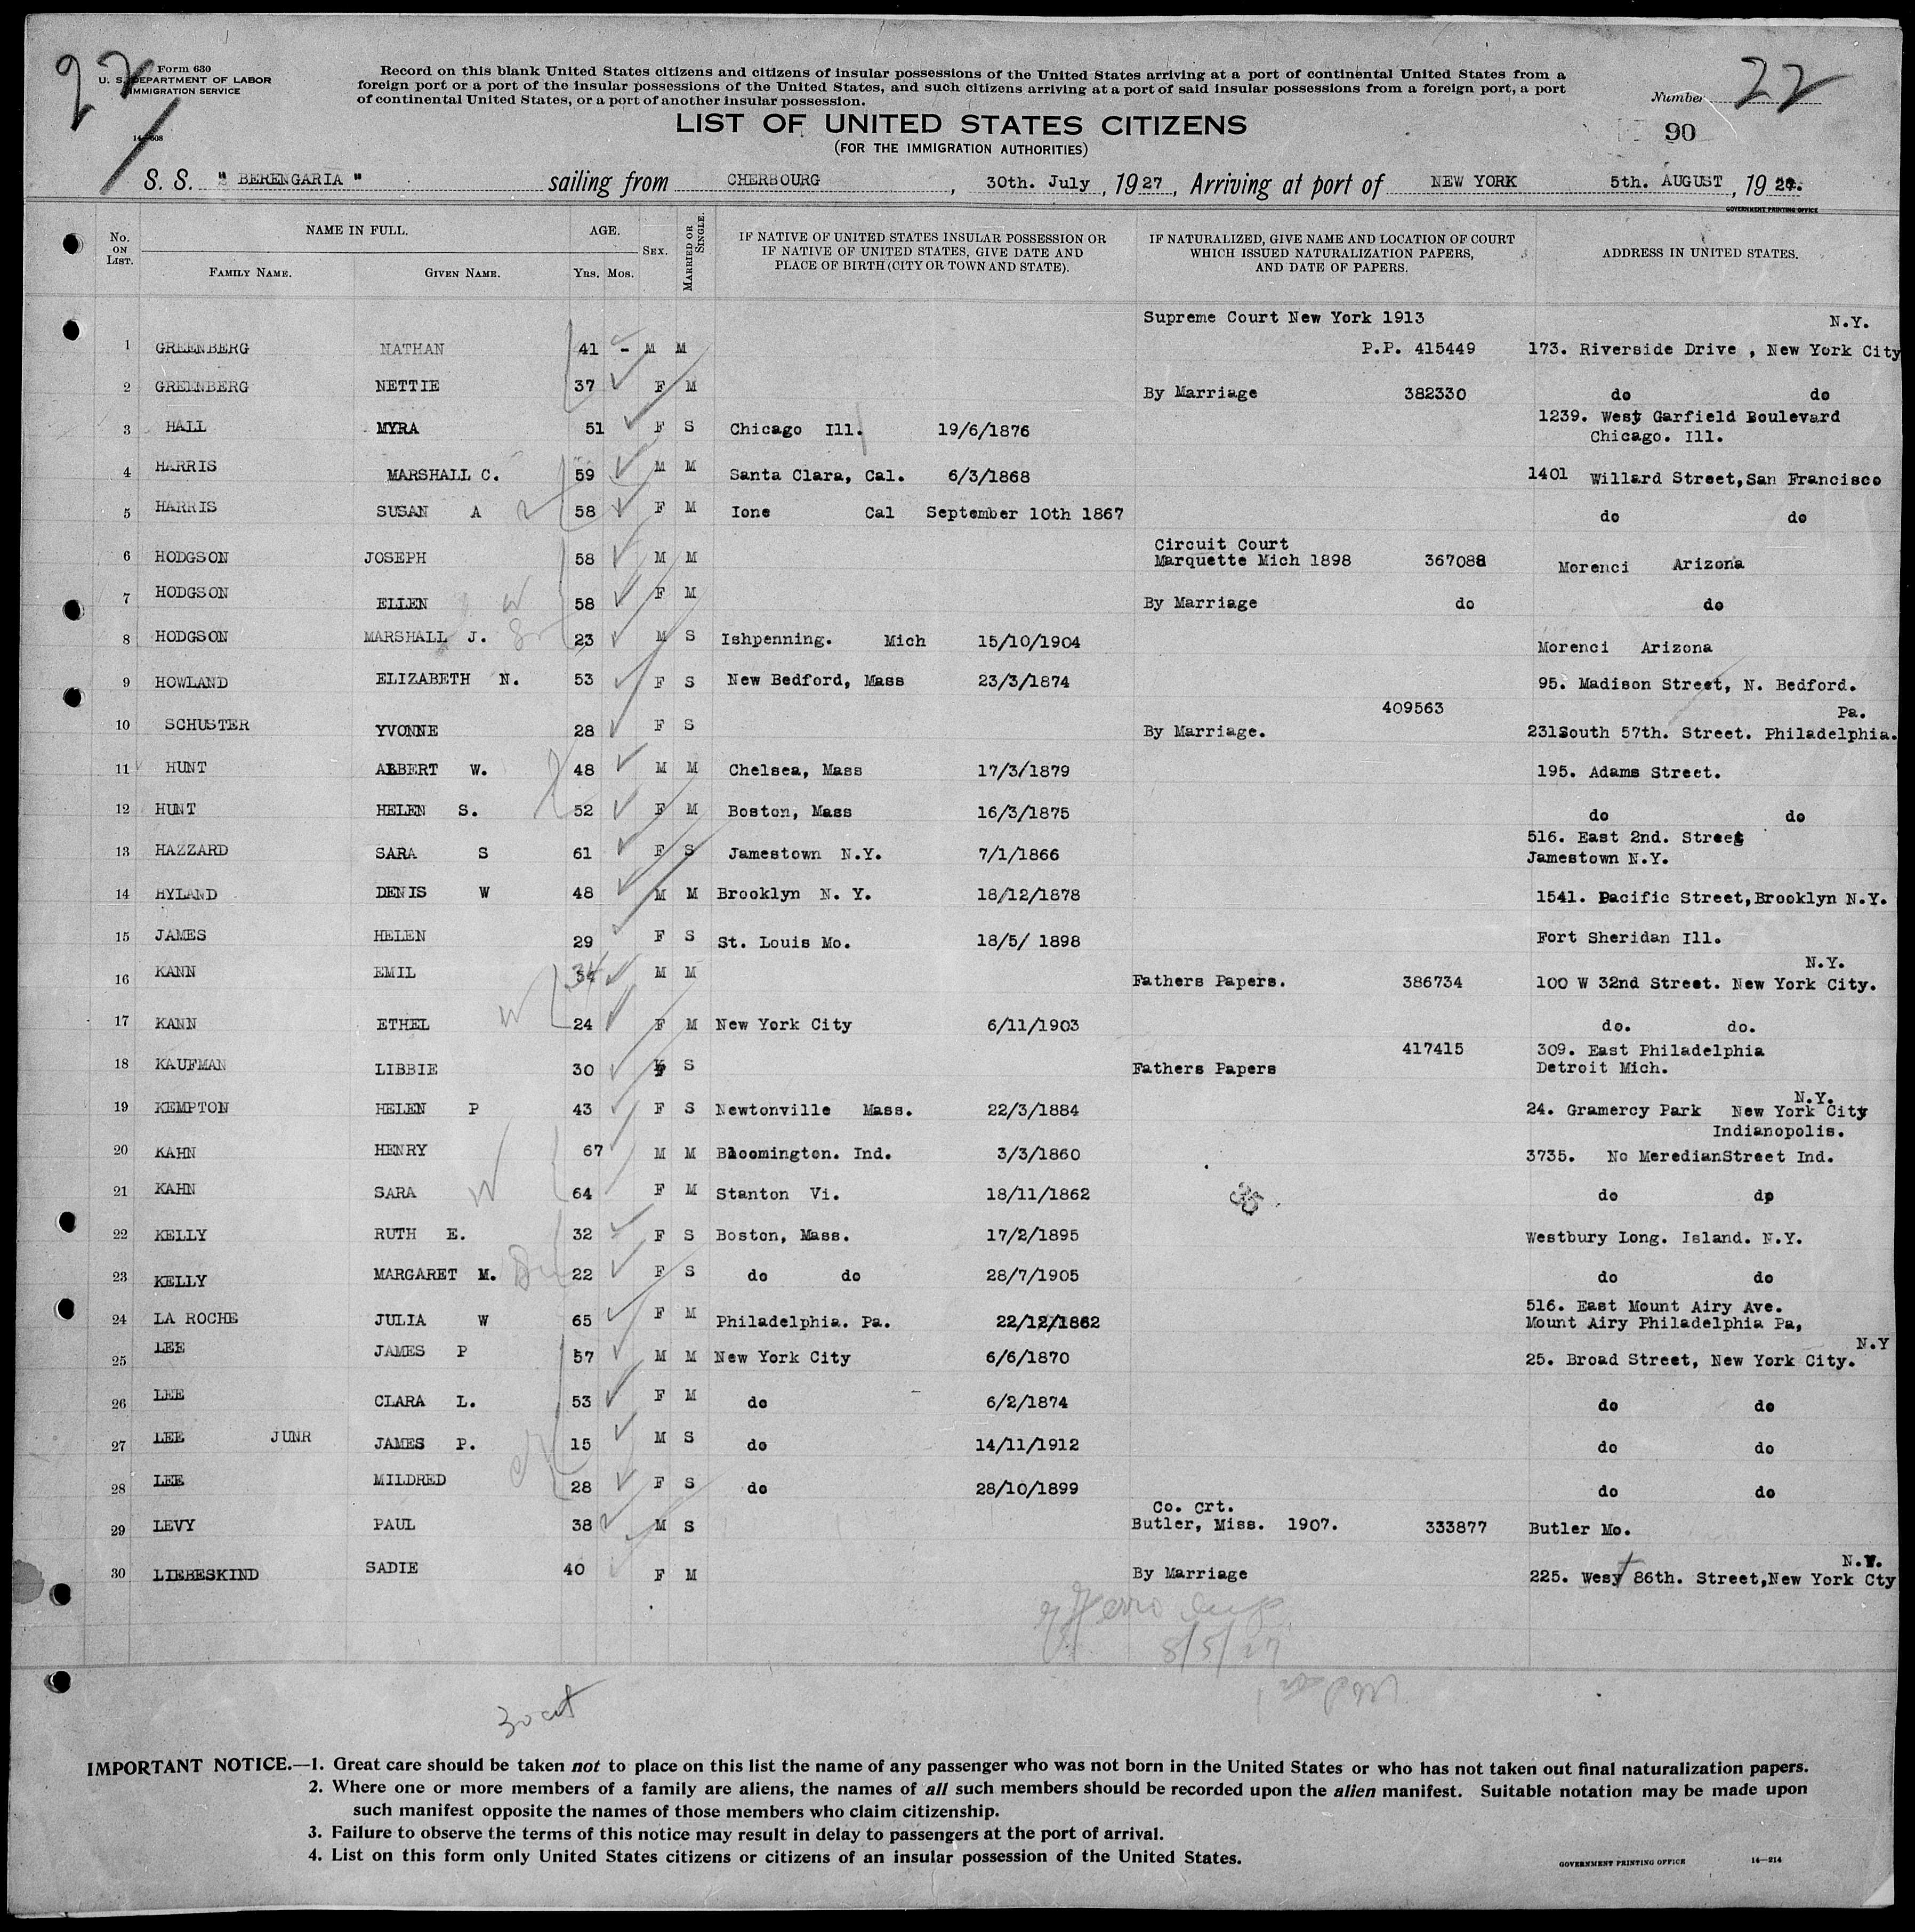 22
Form 630
U. S. DEPARTMENT OF LABOR
IMMIGRATION SERVICE
Record on this blank United States citizens and citizens of insular possessions of the United States arriving at a port of continental United States from a
foreign port or a port of the insular possessions of the United States, and such citizens arriving at a port of said insular possessions from a foreign port, a port
of continental United States, or a port of another insular possession.
Number 22
90
LIST OF UNITED STATES CITIZENS
(FOR THE IMMIGRATION AUTHORITIES)
S. S. " BERENGARIA " sailing from CHERBOURG, 30th. July, 1927, Arriving at port of NEW YORK 5th. AUGUST, 1927.
GOVERNMENT PRINTING OFFICE
No. ON LIST. NAME IN FULL. FAMILY NAME. GIVEN NAME. AGE. YRS. MOS. SEX. MARRIED OR SINGLE. IF NATIVE OF UNITED STATES INSULAR POSSESSION OR IF NATIVE OF UNITED STATES, GIVE DATE AND PLACE OF BIRTH (CITY OR TOWN AND STATE). IF NATURALIZED, GIVE NAME AND LOCATION OF COURT WHICH ISSUED NATURALIZATION PAPERS, AND DATE OF PAPERS. ADDRESS IN UNITED STATES.
Supreme Court New York 1913 N.Y.
1 GREENBERG NATHAN 41 - M M P.P. 415449 173. Riverside Drive , New York City
2 GREENBERG NETTIE 37 F M By Marriage 382330 do do
3 HALL MYRA 51 F S Chicago Ill. 19/6/1876 1239. West Garfield Boulevard
Chicago. Ill.
4 HARRIS MARSHALL C. 59 M M Santa Clara, Cal. 6/3/1868 1401 Willard Street,San Francisco
5 HARRIS SUSAN A 58 F M Ione Cal September 10th 1867 do do
Circuit Court
6 HODGSON JOSEPH 58 M M Marquette Mich 1898 367088 Morenci Arizona
7 HODGSON ELLEN 58 F M By Marriage do do
8 HODGSON MARSHALL J. 23 M S Ishpenning. Mich 15/10/1904 Morenci Arizona
9 HOWLAND ELIZABETH N. 53 F S New Bedford, Mass 23/3/1874 95. Madison Street, N. Bedford.
409563 Pa.
10 SCHUSTER YVONNE 28 F S By Marriage. 231South 57th. Street. Philadelphia.
11 HUNT ALBERT W. 48 M M Chelsea, Mass 17/3/1879 195. Adams Street.
12 HUNT HELEN S. 52 F M Boston, Mass 16/3/1875 do do
516. East 2nd. Street
13 HAZZARD SARA S 61 F S Jamestown N.Y. 7/1/1866 Jamestown N.Y.
14 HYLAND DENIS W 48 M M Brooklyn N. Y. 18/12/1878 1541. Pacific Street,Brooklyn N.Y.
15 JAMES HELEN 29 F S St. Louis Mo. 18/5/ 1898 Fort Sheridan Ill.
N.Y.
16 KANN EMIL 34 M M Fathers Papers. 386734 100 W 32nd Street. New York City.
17 KANN ETHEL 24 F M New York City 6/11/1903 do. do.
417415 309. East Philadelphia
18 KAUFMAN LIBBIE 30 F S Fathers Papers Detroit Mich.
N.Y.
19 KEMPTON HELEN P 43 F S Newtonville Mass. 22/3/1884 24. Gramercy Park New York City
Indianopolis.
20 KAHN HENRY 67 M M Bloomington. Ind. 3/3/1860 3735. No MeredianStreet Ind.
21 KAHN SARA 64 F M Stanton Vi. 18/11/1862 do do
22 KELLY RUTH E. 32 F S Boston, Mass. 17/2/1895 Westbury Long. Island. N.Y.
23 KELLY MARGARET M. 22 F S do do 28/7/1905 do do
516. East Mount Airy Ave.
24 LA ROCHE JULIA W 65 F M Philadelphia. Pa. 22/12/1862 Mount Airy Philadelphia Pa,
N.Y
25 LEE JAMES P 57 M M New York City 6/6/1870 25. Broad Street, New York City.
26 LEE CLARA L. 53 F M do 6/2/1874 do do
27 LEE JUNR JAMES P. 15 M S do 14/11/1912 do do
28 LEE MILDRED 28 F S do 28/10/1899 do do
Co. Crt.
29 LEVY PAUL 38 M S Butler, Miss. 1907. 333877 Butler Mo.
N.Y.
30 LIEBESKIND SADIE 40 F M By Marriage 225. West 86th. Street,New York Cty
8/5/27
IMPORTANT NOTICE.—1. Great care should be taken not to place on this list the name of any passenger who was not born in the United States or who has not taken out final naturalization papers.
2. Where one or more members of a family are aliens, the names of all such members should be recorded upon the alien manifest. Suitable notation may be made upon
such manifest opposite the names of those members who claim citizenship.
3. Failure to observe the terms of this notice may result in delay to passengers at the port of arrival.
4. List on this form only United States citizens or citizens of an insular possession of the United States.
GOVERNMENT PRINTING OFFICE 14—214